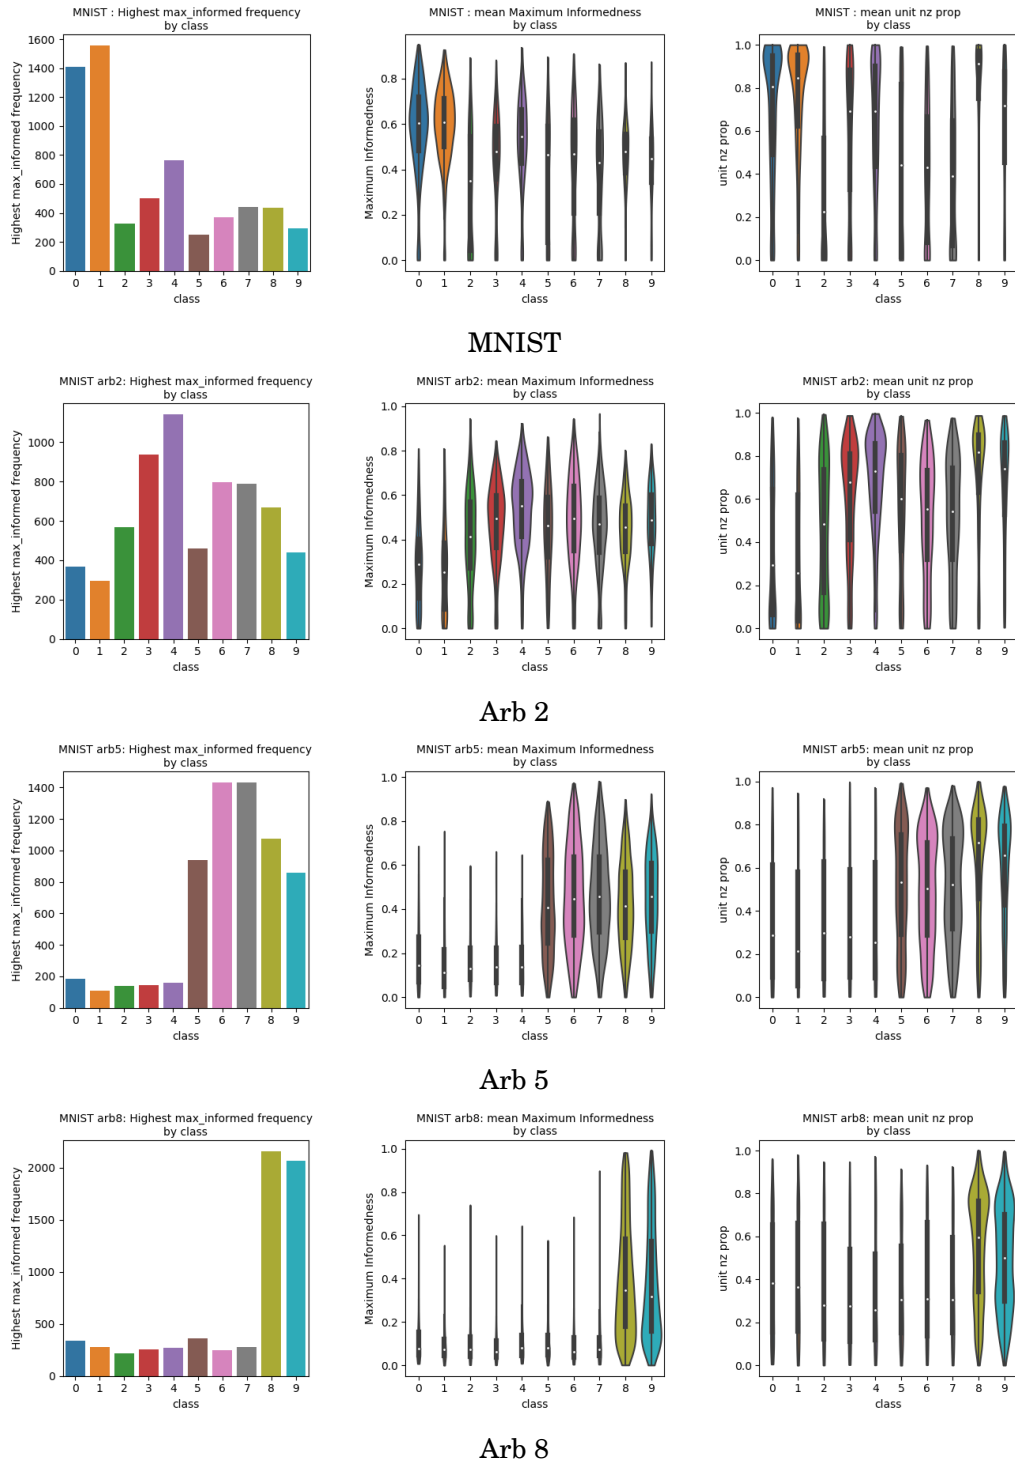 MNIST : Highest max_informed frequency
by class
Highest max_informed frequency
1600
1400
1200
1000
800
600
400
200
0
0 1 2 3 4 5 6 7 8 9
class
MNIST : mean Maximum Informedness
by class
Maximum Informedness
0.8
0.6
0.4
0.2
0.0
0 1 2 3 4 5 6 7 8 9
class
MNIST : mean unit nz prop
by class
unit nz prop
1.0
0.8
0.6
0.4
0.2
0.0
0 1 2 3 4 5 6 7 8 9
class
MNIST
MNIST arb2: Highest max_informed frequency
by class
Highest max_informed frequency
1000
800
600
400
200
0
0 1 2 3 4 5 6 7 8 9
class
MNIST arb2: mean Maximum Informedness
by class
Maximum Informedness
1.0
0.8
0.6
0.4
0.2
0.0
0 1 2 3 4 5 6 7 8 9
class
MNIST arb2: mean unit nz prop
by class
unit nz prop
1.0
0.8
0.6
0.4
0.2
0.0
0 1 2 3 4 5 6 7 8 9
class
Arb 2
MNIST arb5: Highest max_informed frequency
by class
Highest max_informed frequency
1400
1200
1000
800
600
400
200
0
0 1 2 3 4 5 6 7 8 9
class
MNIST arb5: mean Maximum Informedness
by class
Maximum Informedness
1.0
0.8
0.6
0.4
0.2
0.0
0 1 2 3 4 5 6 7 8 9
class
MNIST arb5: mean unit nz prop
by class
unit nz prop
1.0
0.8
0.6
0.4
0.2
0.0
0 1 2 3 4 5 6 7 8 9
class
Arb 5
MNIST arb8: Highest max_informed frequency
by class
Highest max_informed frequency
2000
1500
1000
500
0
0 1 2 3 4 5 6 7 8 9
class
MNIST arb8: mean Maximum Informedness
by class
Maximum Informedness
1.0
0.8
0.6
0.4
0.2
0.0
0 1 2 3 4 5 6 7 8 9
class
MNIST arb8: mean unit nz prop
by class
unit nz prop
1.0
0.8
0.6
0.4
0.2
0.0
0 1 2 3 4 5 6 7 8 9
class
Arb 8